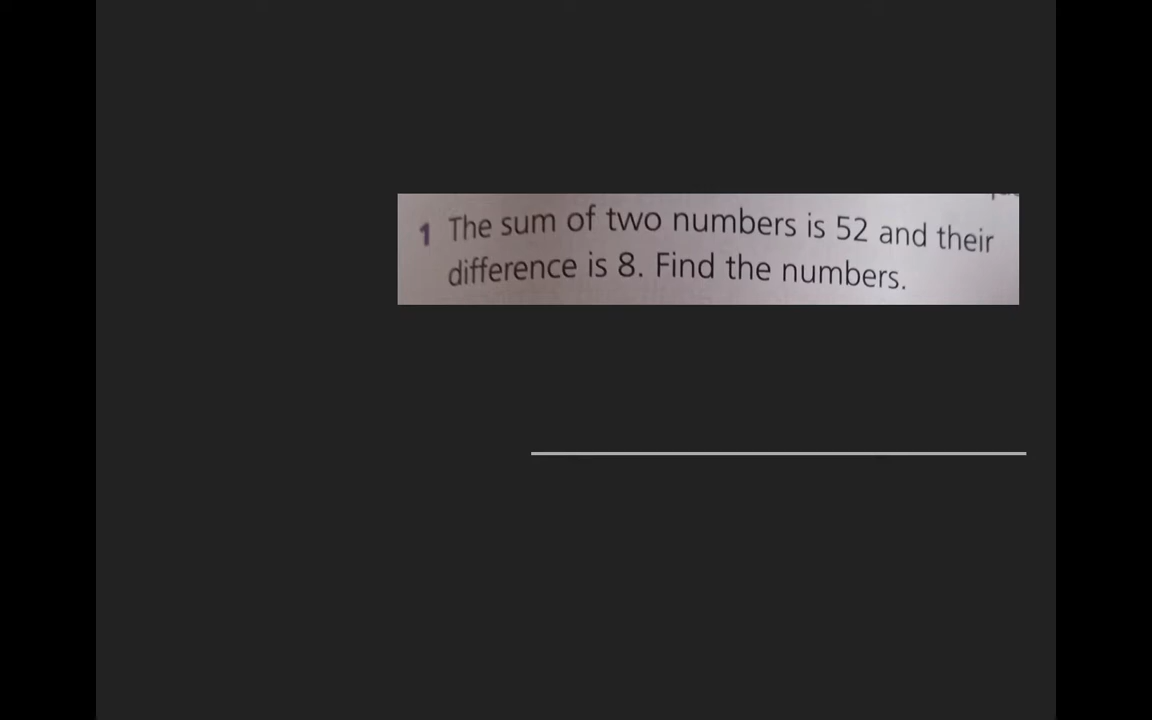 1 The sum of two numbers is 52 and their
difference is 8. Find the numbers.